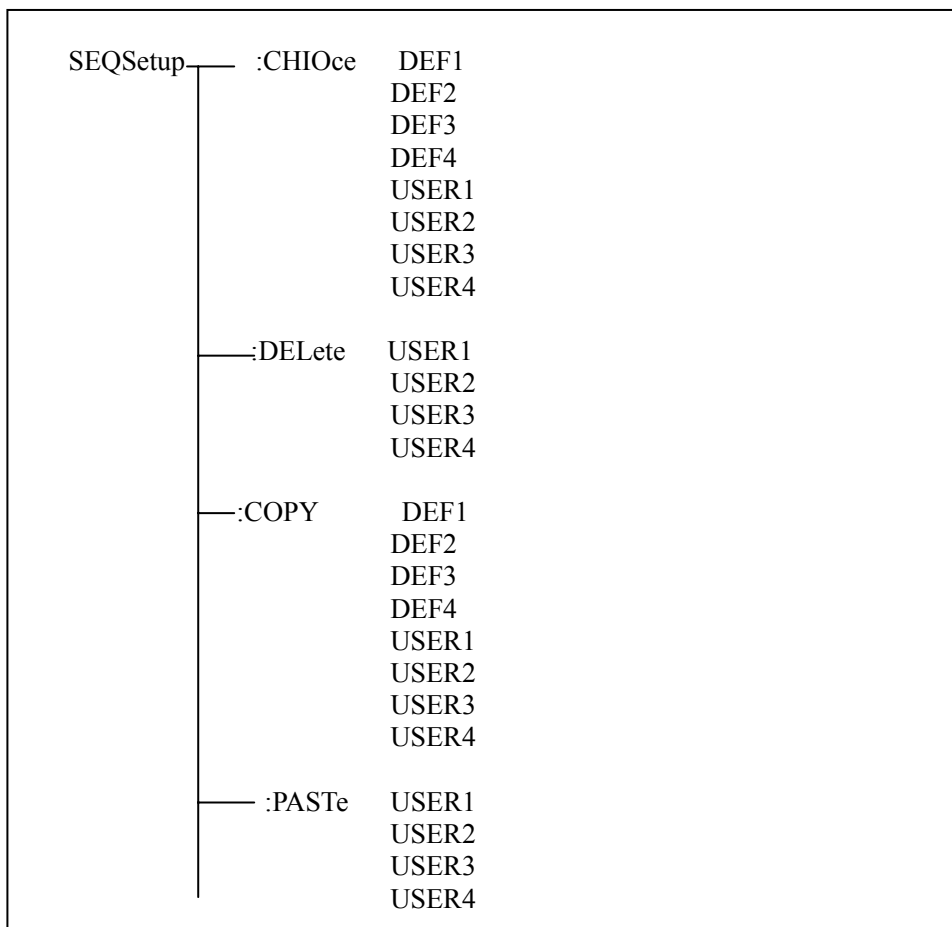 SEQSetup :CHIOce DEF1
DEF2
DEF3
DEF4
USER1
USER2
USER3
USER4
:DELete USER1
USER2
USER3
USER4
:COPY DEF1
DEF2
DEF3
DEF4
USER1
USER2
USER3
USER4
:PASTe USER1
USER2
USER3
USER4